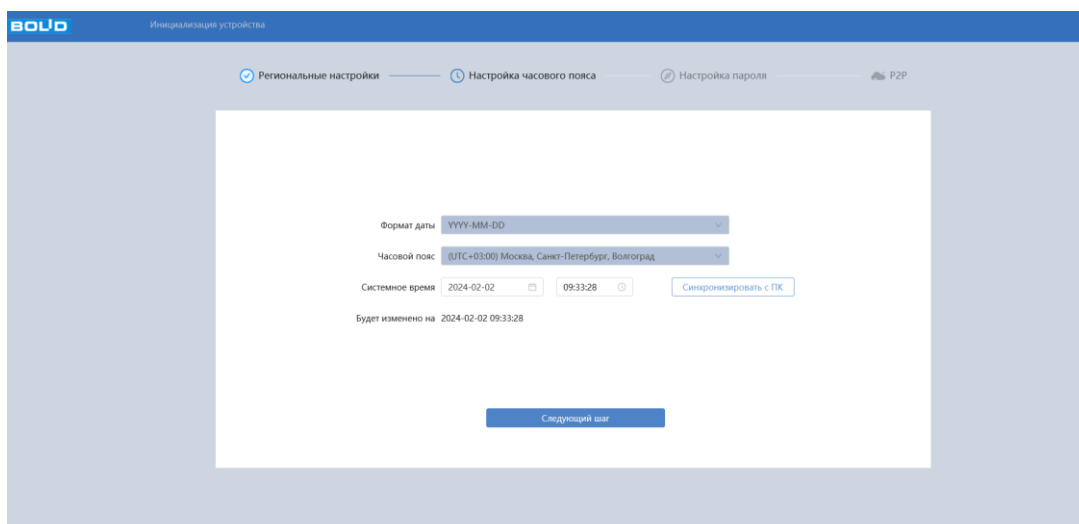 BOLID Инициализация устройства
Региональные настройки Настройка часового пояса Настройка пароля P2P
Формат даты YYYY-MM-DD
Часовой пояс (UTC+03:00) Москва, Санкт-Петербург, Волгоград
Системное время 2024-02-02 09:33:28 Синхронизировать с ПК
Будет изменено на 2024-02-02 09:33:28
Следующий шаг